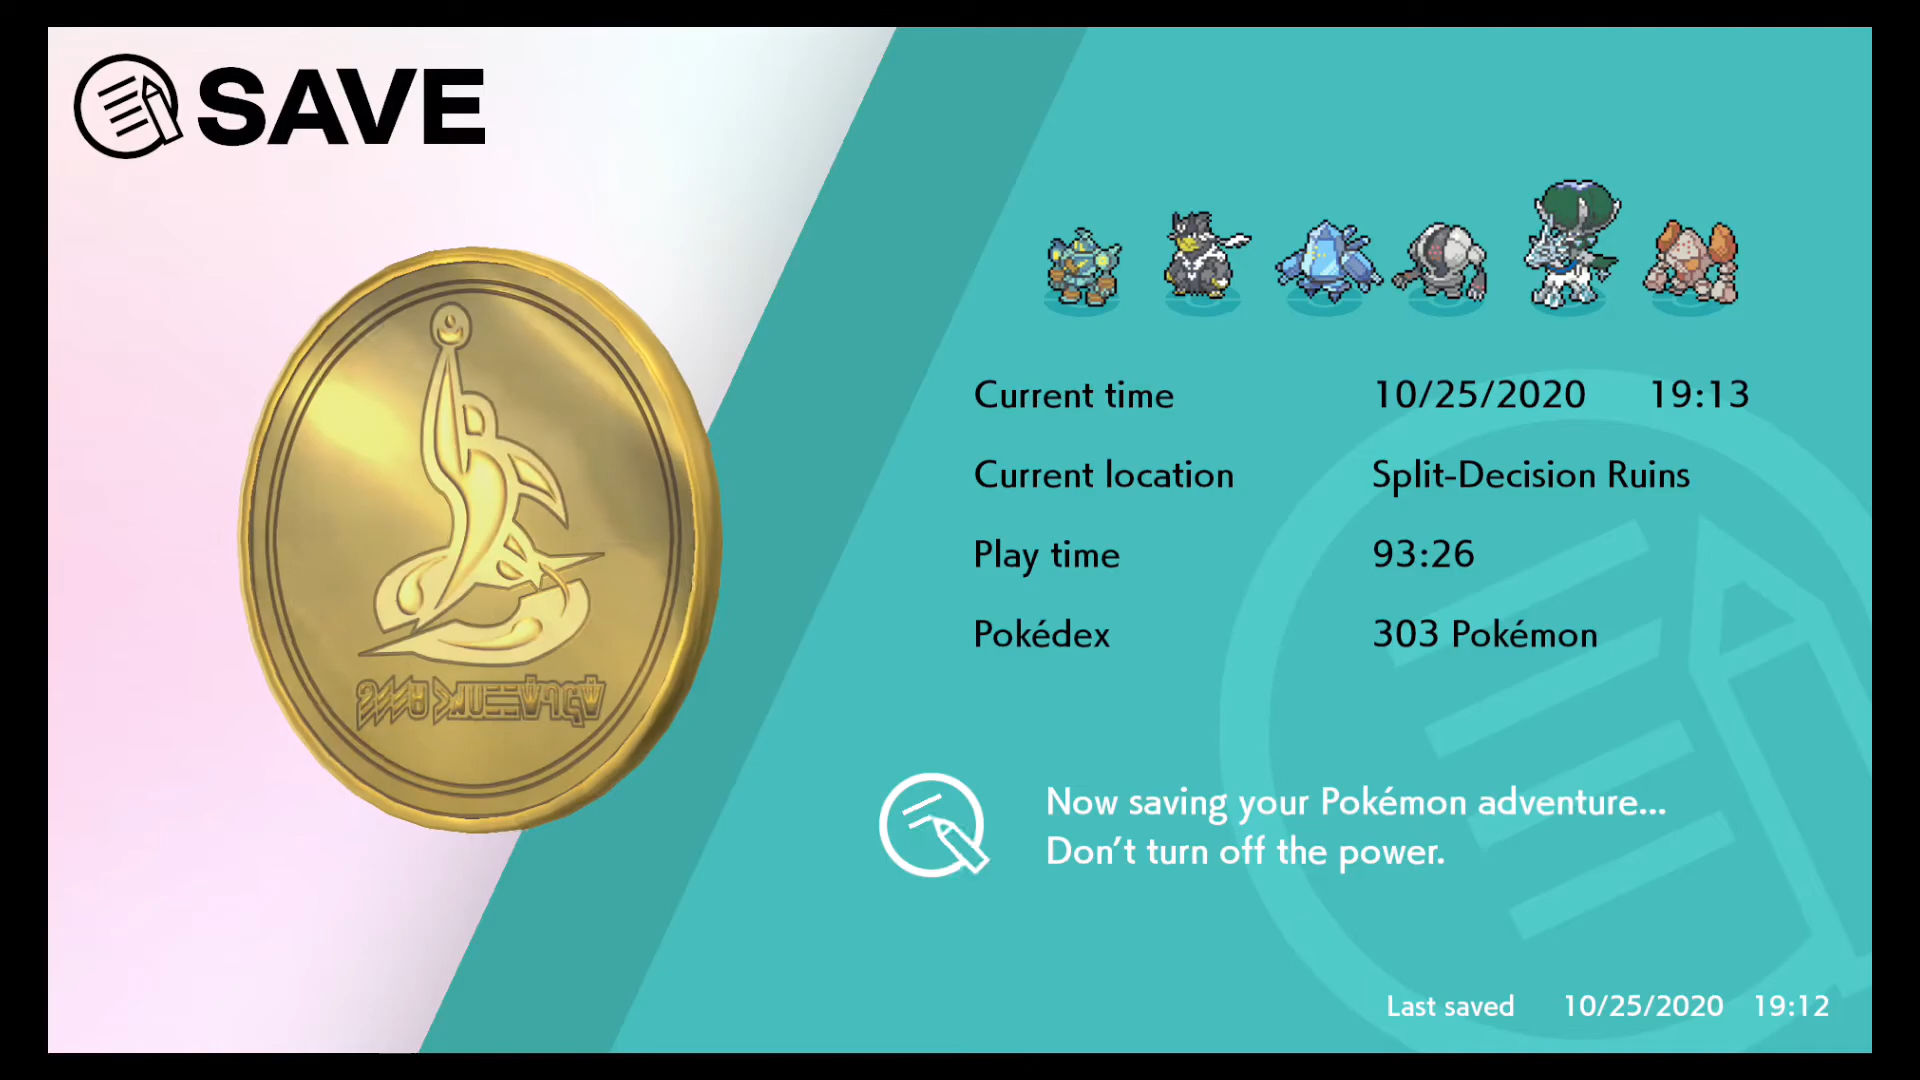 SAVE
Current time 10/25/2020 19:13
Current location Split-Decision Ruins
Play time 93:26
Pokédex 303 Pokémon
Now saving your Pokémon adventure...
Don't turn off the power.
Last saved 10/25/2020 19:12